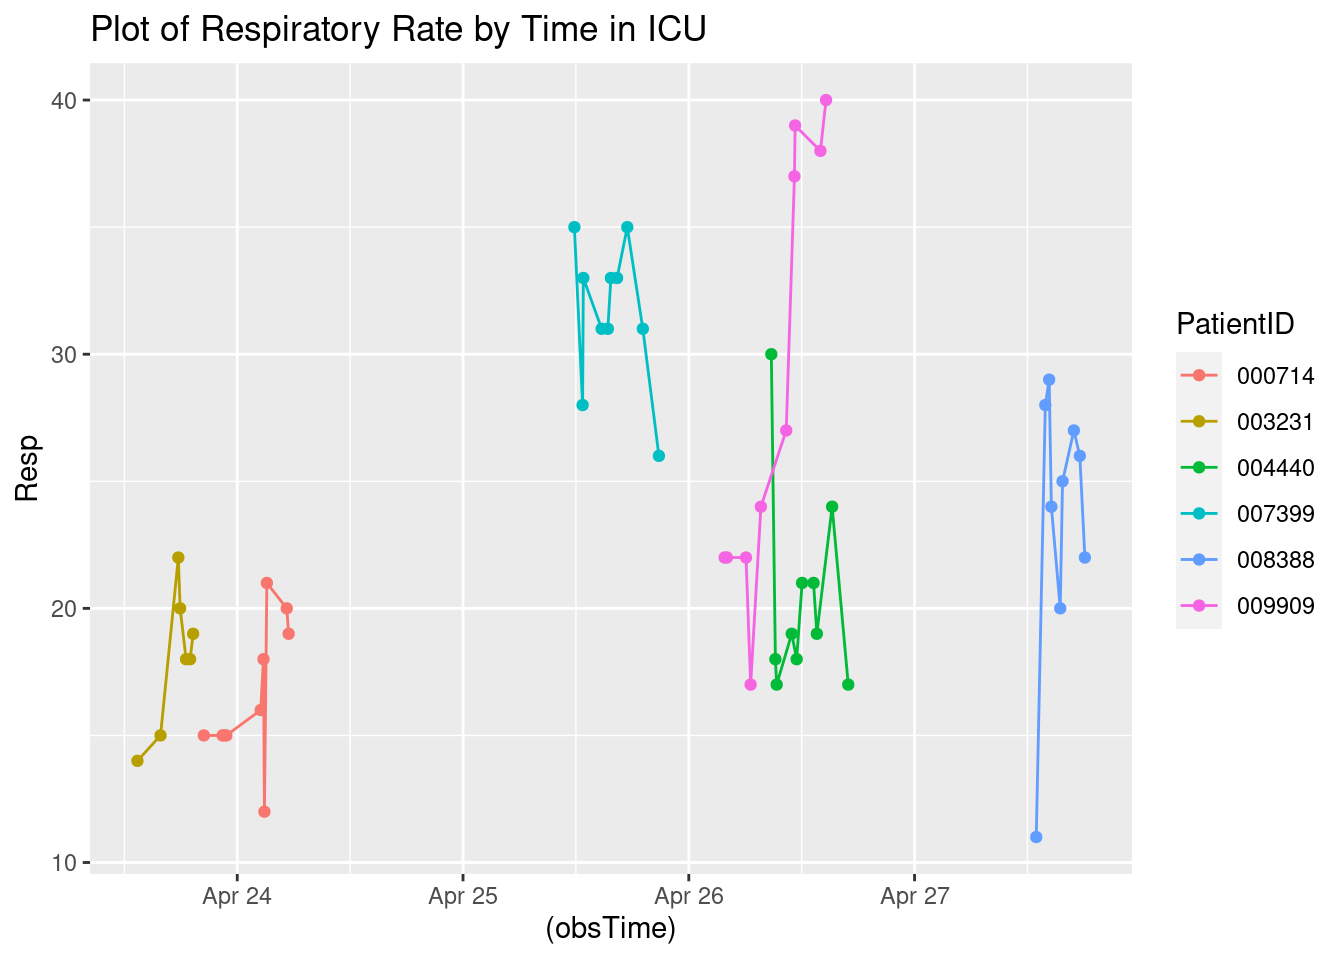 Plot of Respiratory Rate by Time in ICU
40
30
20
10
Resp
Apr 24
Apr 25
Apr 26
Apr 27
(obsTime)
PatientID
000714
003231
004440
007399
008388
009909